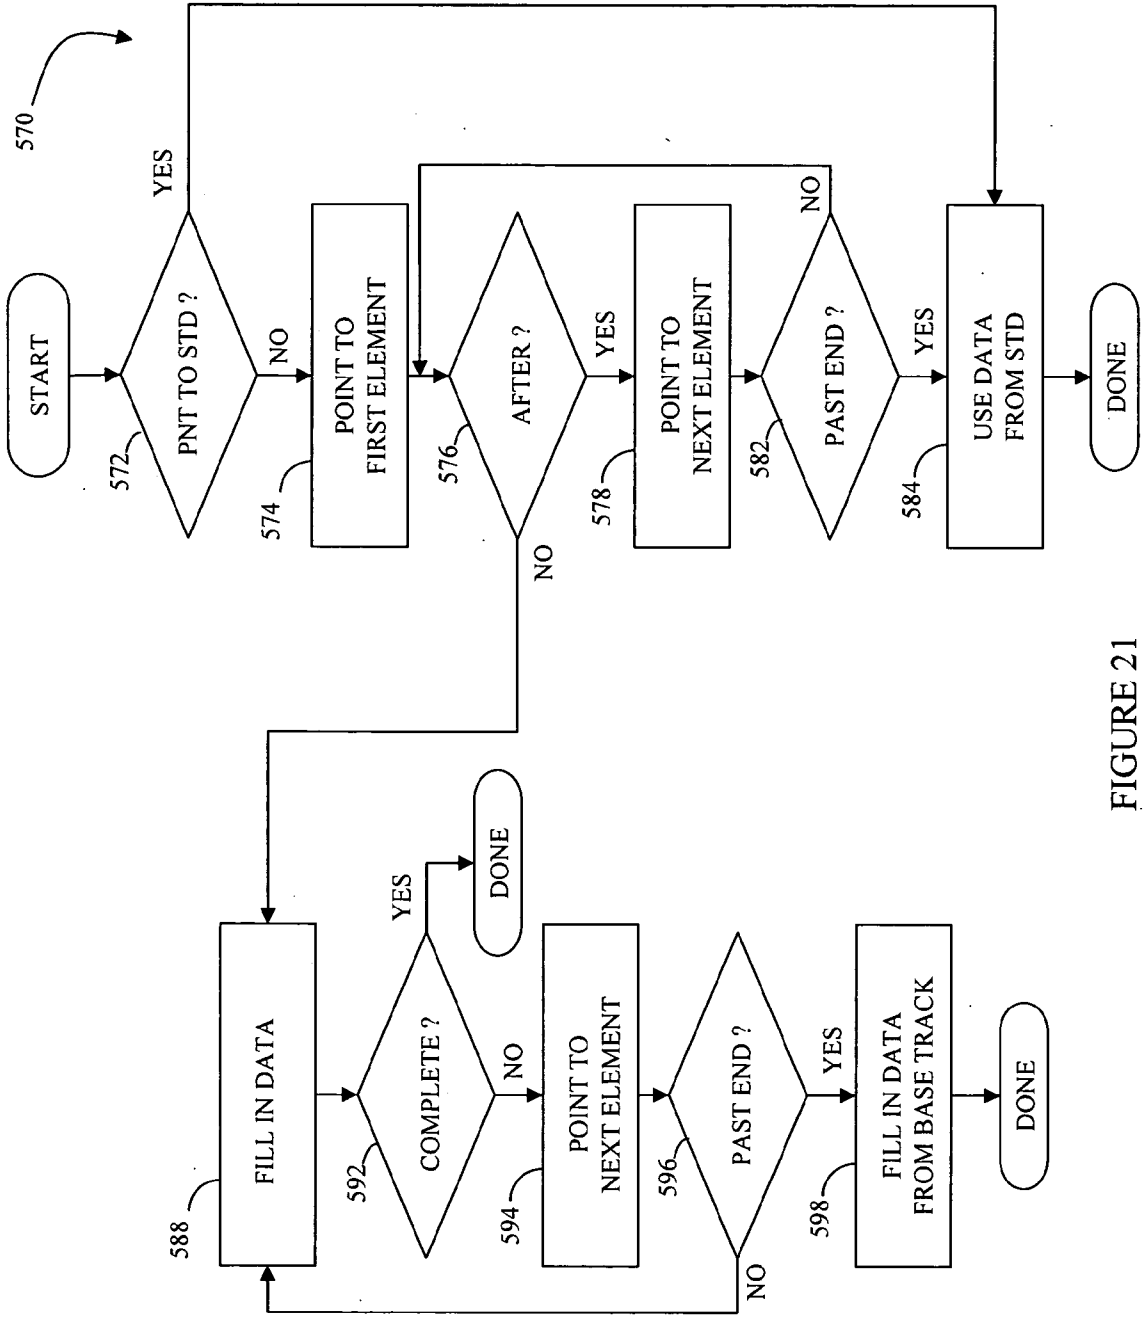 570
START
572
PNT TO STD ?
YES
NO
574
POINT TO
FIRST ELEMENT
576
AFTER ?
NO
YES
578
POINT TO
NEXT ELEMENT
582
PAST END ?
NO
YES
584
USE DATA
FROM STD
DONE
588
FILL IN DATA
592
COMPLETE ?
YES
DONE
NO
594
POINT TO
NEXT ELEMENT
596
PAST END ?
NO
YES
598
FILL IN DATA
FROM BASE TRACK
DONE
FIGURE 21